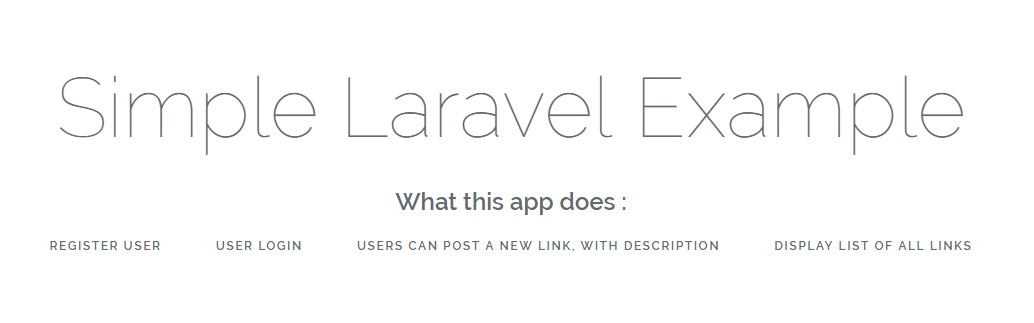 Simple Laravel Example
What this app does :
REGISTER USER USER LOGIN USERS CAN POST A NEW LINK, WITH DESCRIPTION DISPLAY LIST OF ALL LINKS